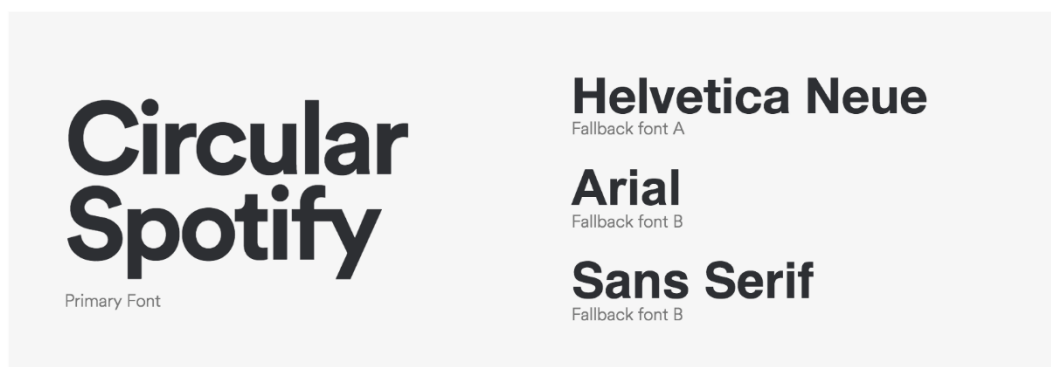 Circular
Spotify
Primary Font
Helvetica Neue
Fallback font A
Arial
Fallback font B
Sans Serif
Fallback font B